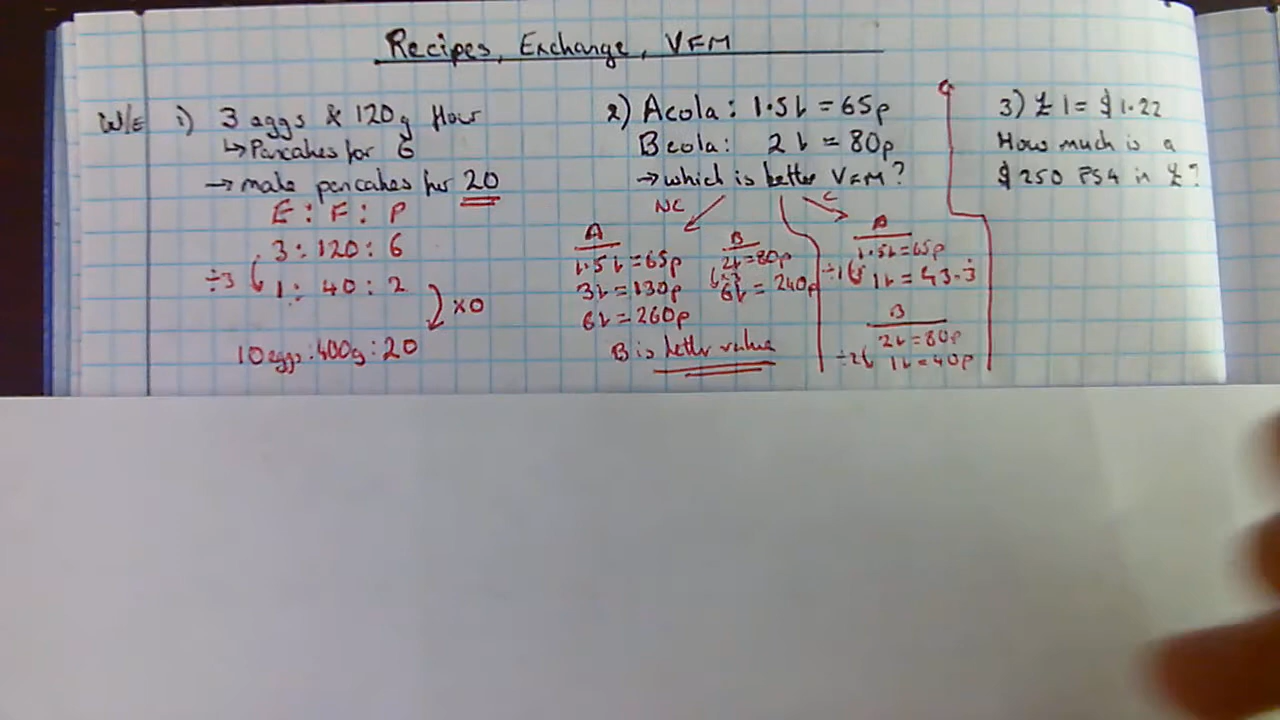 Recipes, Exchange, VFM
W/E 1) 3 eggs & 120g flour
↳Pancakes for 6
→ make pancakes for 20
E : F : P
3 : 120 : 6
÷3
1 : 40 : 2
×0
10 eggs : 400g : 20
2) A cola : 1.5L = 65p
B cola : 2L = 80p
→ which is better VFM?
NC
A
1.5L = 65p
3L = 130p
6L = 260p
B
2L = 80p
×3
6L = 240p
B is better value
C
A
1.5L = 65p
1L = 43.3̇
B
2L = 80p
÷2
1L = 40p
3) £1 = $1.22
How much is a
$250 PS4 in £?